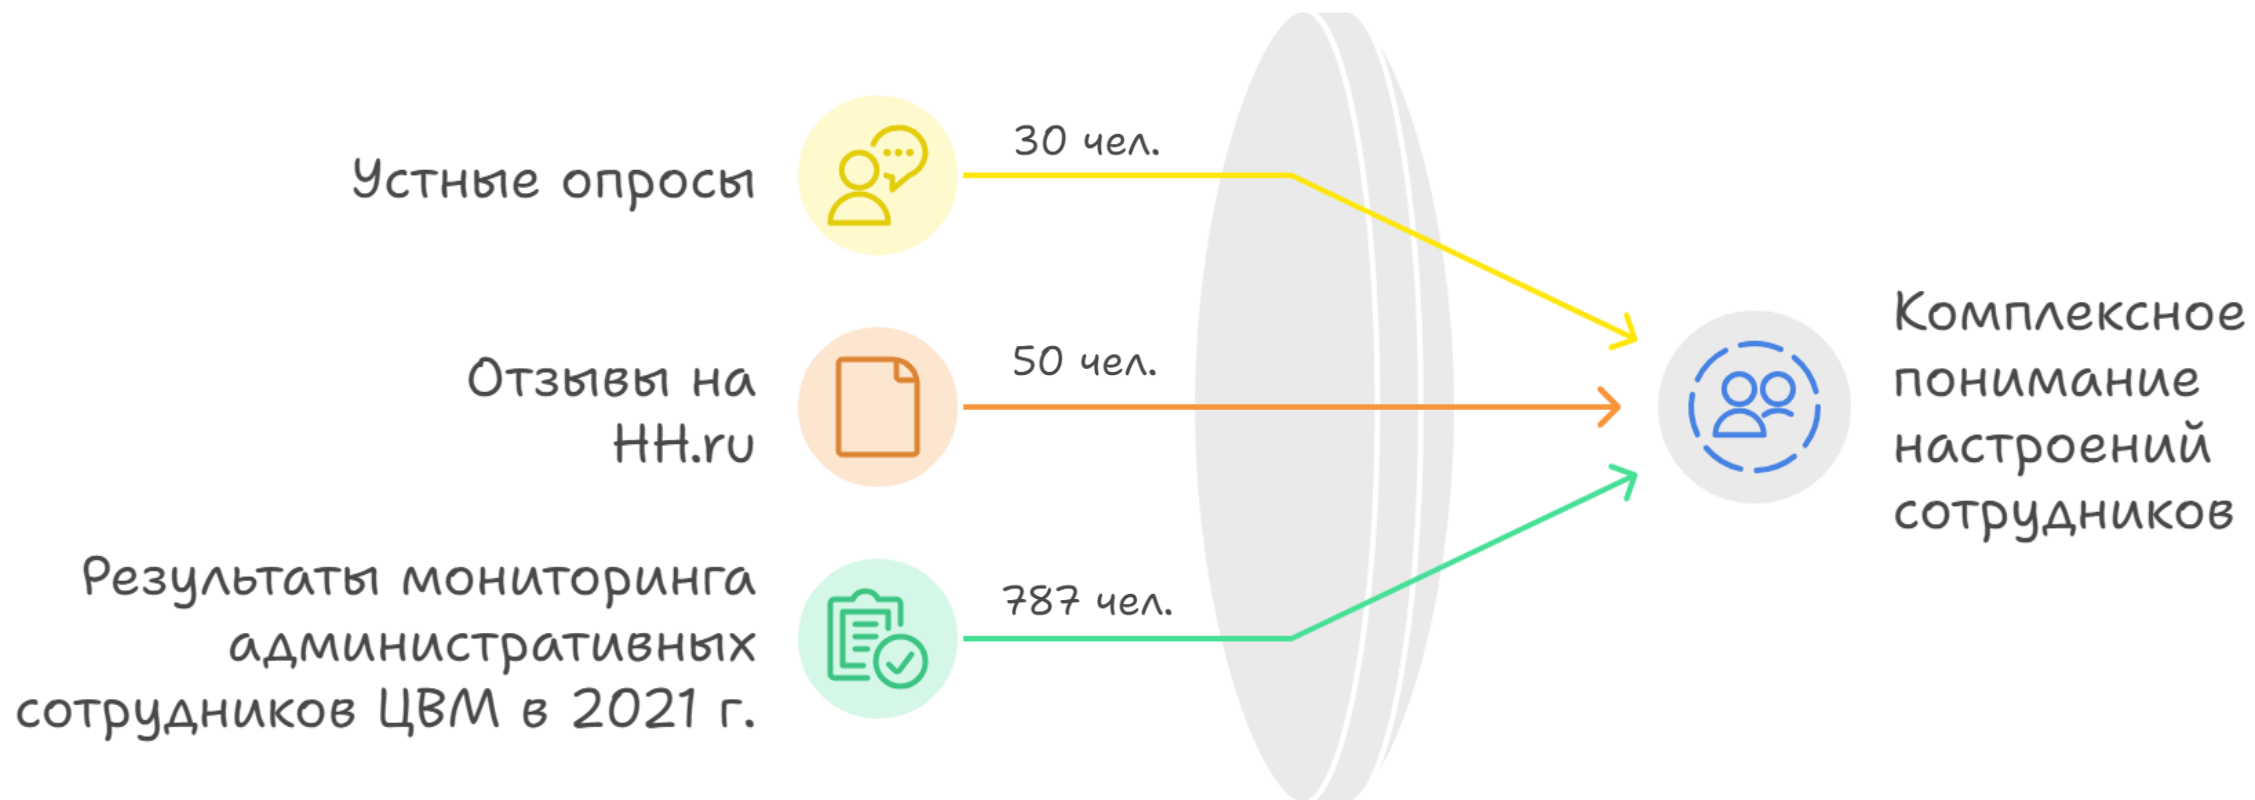 Устные опросы
30 чел.
Отзывы на
HH.ru
50 чел.
Результаты мониторинга
административных
сотрудников ЦВМ в 2021 г.
787 чел.
Комплексное
понимание
настроений
сотрудников